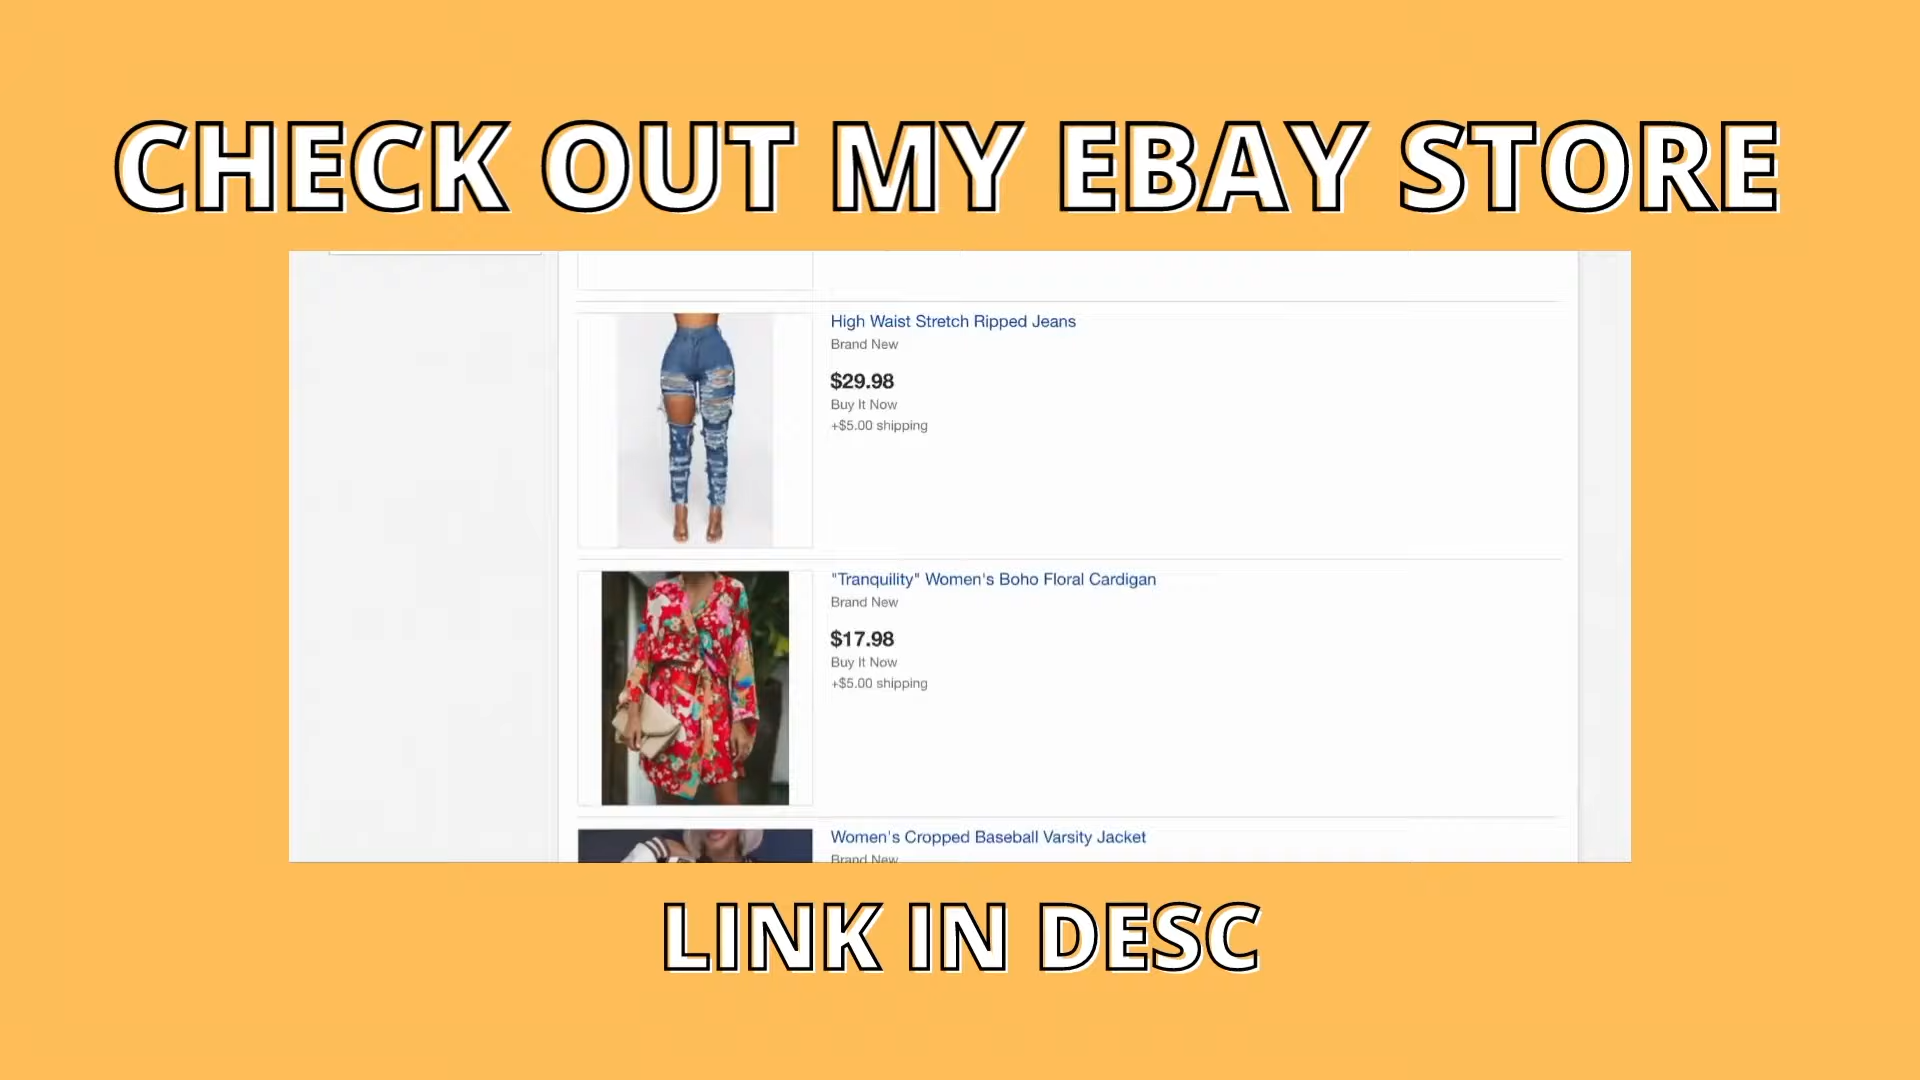 CHECK OUT MY EBAY STORE
High Waist Stretch Ripped Jeans
Brand New
$29.98
Buy It Now
+$5.00 shipping
"Tranquility" Women's Boho Floral Cardigan
Brand New
$17.98
Buy It Now
+$5.00 shipping
Women's Cropped Baseball Varsity Jacket
Brand New
LINK IN DESC